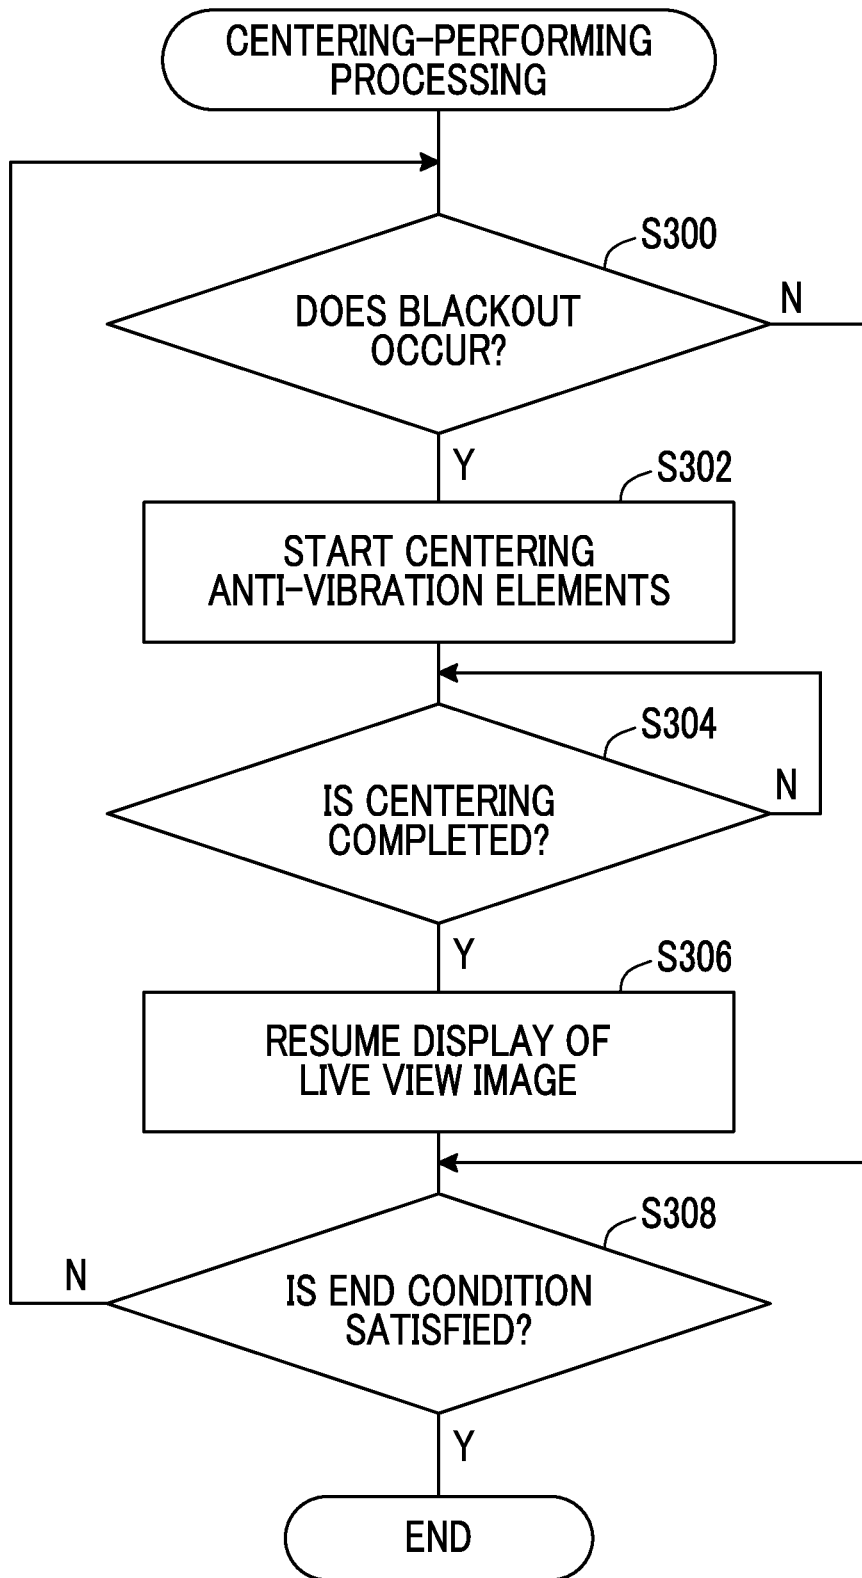 CENTERING-PERFORMING
PROCESSING
S300
DOES BLACKOUT
OCCUR?
N
Y
S302
START CENTERING
ANTI-VIBRATION ELEMENTS
S304
IS CENTERING
COMPLETED?
N
Y
S306
RESUME DISPLAY OF
LIVE VIEW IMAGE
S308
N
IS END CONDITION
SATISFIED?
Y
END